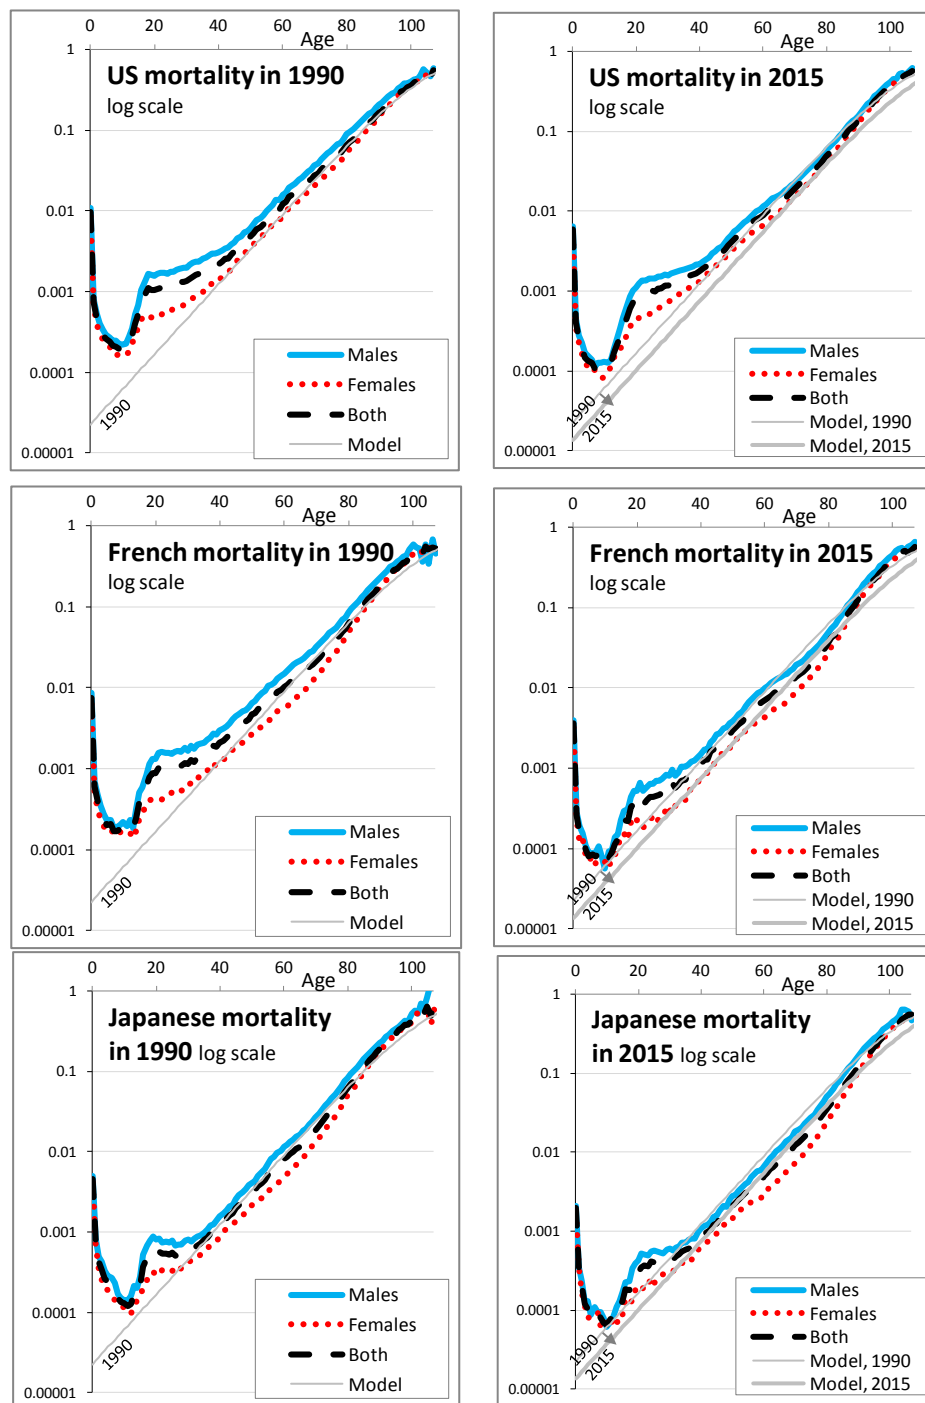 0 20 40 60 80 100
Age
1
0.1
0.01
0.001
0.0001
0.00001
US mortality in 1990
log scale
1990
Males
Females
Both
Model
0 20 40 60 80 100
Age
1
0.1
0.01
0.001
0.0001
0.00001
US mortality in 2015
log scale
1990
2015
Males
Females
Both
Model, 1990
Model, 2015
0 20 40 60 80 100
Age
1
0.1
0.01
0.001
0.0001
0.00001
French mortality in 1990
log scale
1990
Males
Females
Both
Model
0 20 40 60 80 100
Age
1
0.1
0.01
0.001
0.0001
0.00001
French mortality in 2015
log scale
1990
2015
Males
Females
Both
Model, 1990
Model, 2015
0 20 40 60 80 100
Age
1
0.1
0.01
0.001
0.0001
0.00001
Japanese mortality
in 1990 log scale
1990
Males
Females
Both
Model
0 20 40 60 80 100
Age
1
0.1
0.01
0.001
0.0001
0.00001
Japanese mortality
in 2015 log scale
1990
2015
Males
Females
Both
Model, 1990
Model, 2015